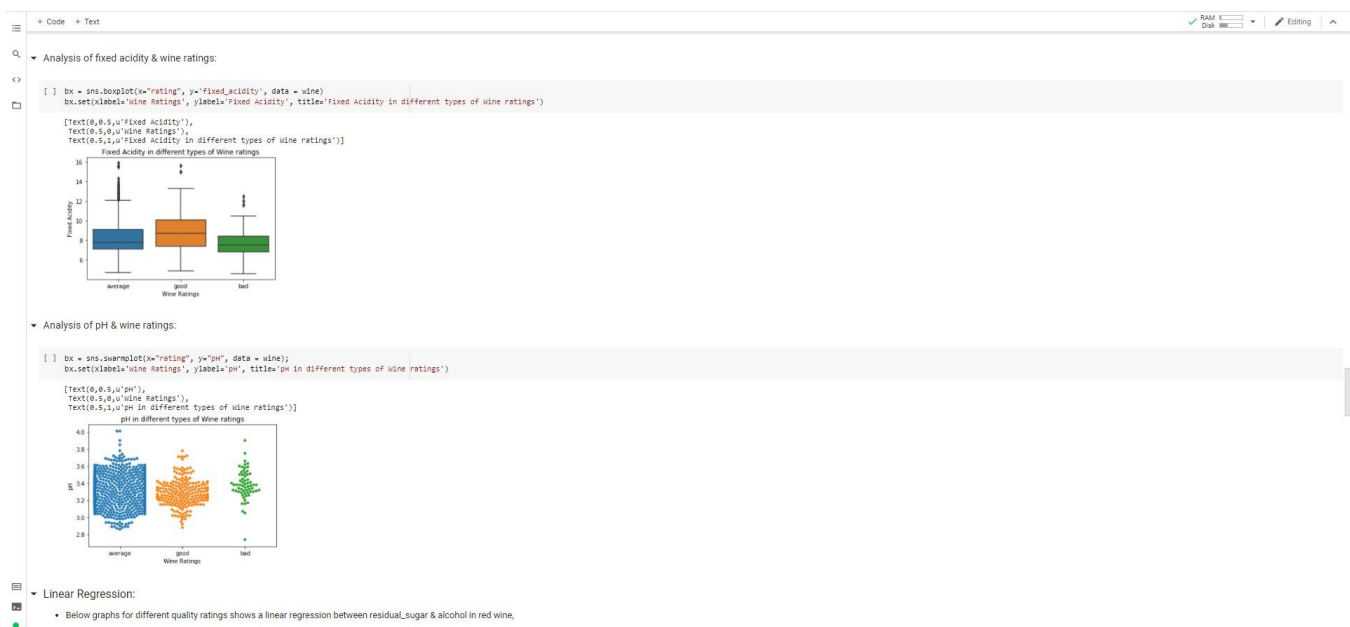 + Code + Text
RAM
Disk
Editing
Analysis of fixed acidity & wine ratings:
[ ] bx = sns.boxplot(x="rating", y='fixed_acidity', data = wine)
bx.set(xlabel='Wine Ratings', ylabel='Fixed Acidity', title='Fixed Acidity in different types of Wine ratings')
[Text(0,0.5,u'Fixed Acidity'),
Text(0.5,0,u'Wine Ratings'),
Text(0.5,1,u'Fixed Acidity in different types of Wine ratings')]
Fixed Acidity in different types of Wine ratings
16
14
12
10
8
6
Fixed Acidity
average good bad
Wine Ratings
Analysis of pH & wine ratings:
[ ] bx = sns.swarmplot(x="rating", y="pH", data = wine);
bx.set(xlabel='Wine Ratings', ylabel='pH', title='pH in different types of Wine ratings')
[Text(0,0.5,u'pH'),
Text(0.5,0,u'Wine Ratings'),
Text(0.5,1,u'pH in different types of Wine ratings')]
pH in different types of Wine ratings
4.0
3.8
3.6
3.4
3.2
3.0
2.8
pH
average good bad
Wine Ratings
Linear Regression:
• Below graphs for different quality ratings shows a linear regression between residual_sugar & alcohol in red wine,